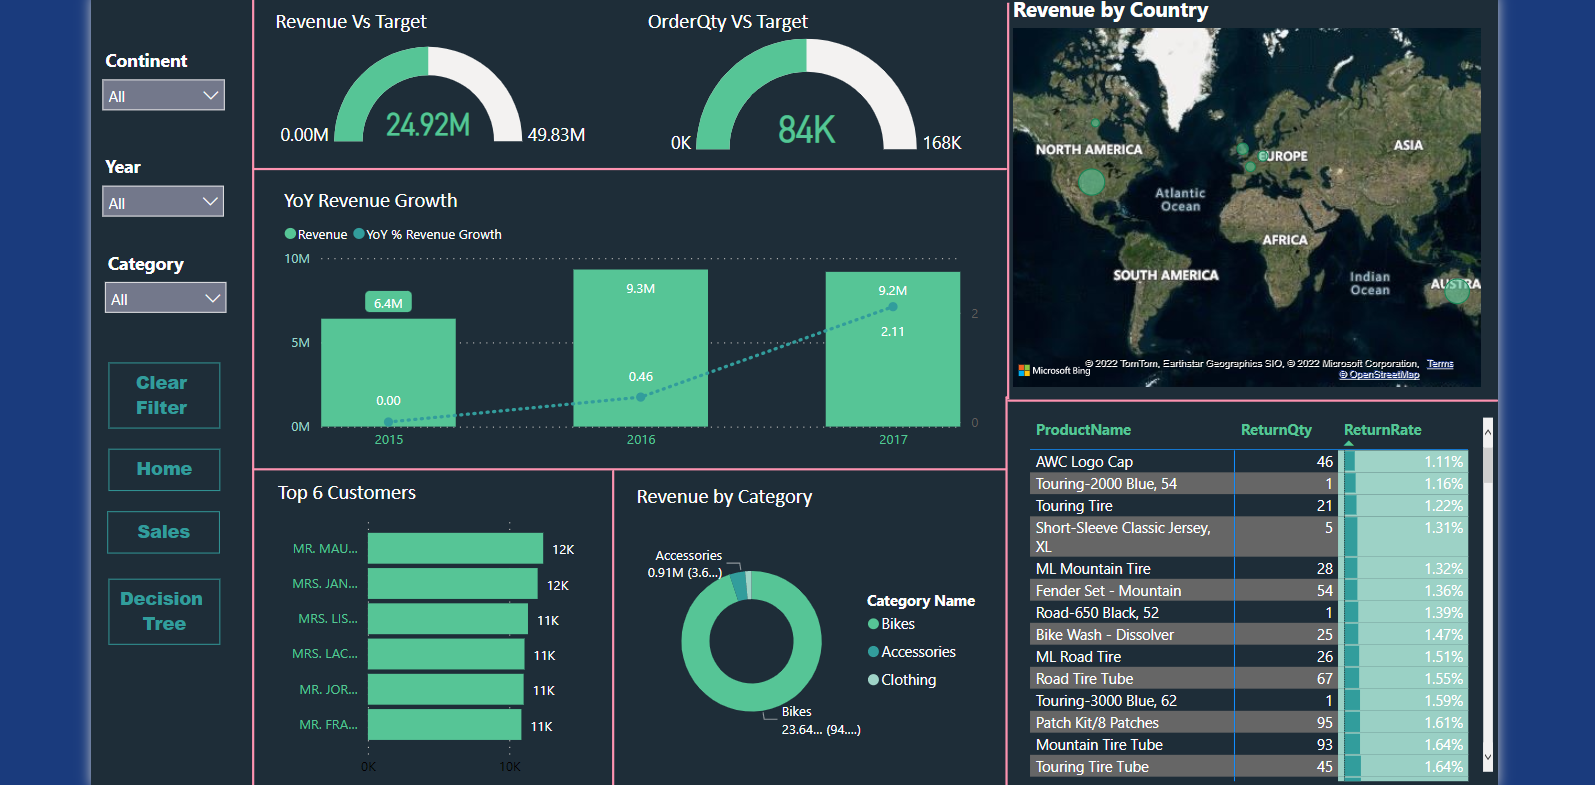 Continent
All
Year
All
Category
All
Clear
Filter
Home
Sales
Decision
Tree
Revenue Vs Target
24.92M
0.00M
49.83M
OrderQty VS Target
84K
0K
168K
YoY Revenue Growth
Revenue YoY % Revenue Growth
10M
5M
0M
6.4M
9.3M
9.2M
0.00
0.46
2.11
2
0
2015
2016
2017
Top 6 Customers
MR. MAU... 12K
MRS. JAN... 12K
MRS. LIS... 11K
MRS. LAC... 11K
MR. JOR... 11K
MR. FRA... 11K
0K
10K
Revenue by Category
Accessories
0.91M (3.6...)
Bikes
23.64... (94....)
Category Name
Bikes
Accessories
Clothing
Revenue by Country
NORTH AMERICA
EUROPE
ASIA
Atlantic
Ocean
AFRICA
SOUTH AMERICA
Indian
Ocean
AUSTRA
© 2022 TomTom, Earthstar Geographics SIO, © 2022 Microsoft Corporation, Terms
Microsoft Bing
© OpenStreetMap
ProductName ReturnQty ReturnRate
AWC Logo Cap 46 1.11%
Touring-2000 Blue, 54 1 1.16%
Touring Tire 21 1.22%
Short-Sleeve Classic Jersey, 5 1.31%
XL
ML Mountain Tire 28 1.32%
Fender Set - Mountain 54 1.36%
Road-650 Black, 52 1 1.39%
Bike Wash - Dissolver 25 1.47%
ML Road Tire 26 1.51%
Road Tire Tube 67 1.55%
Touring-3000 Blue, 62 1 1.59%
Patch Kit/8 Patches 95 1.61%
Mountain Tire Tube 93 1.64%
Touring Tire Tube 45 1.64%